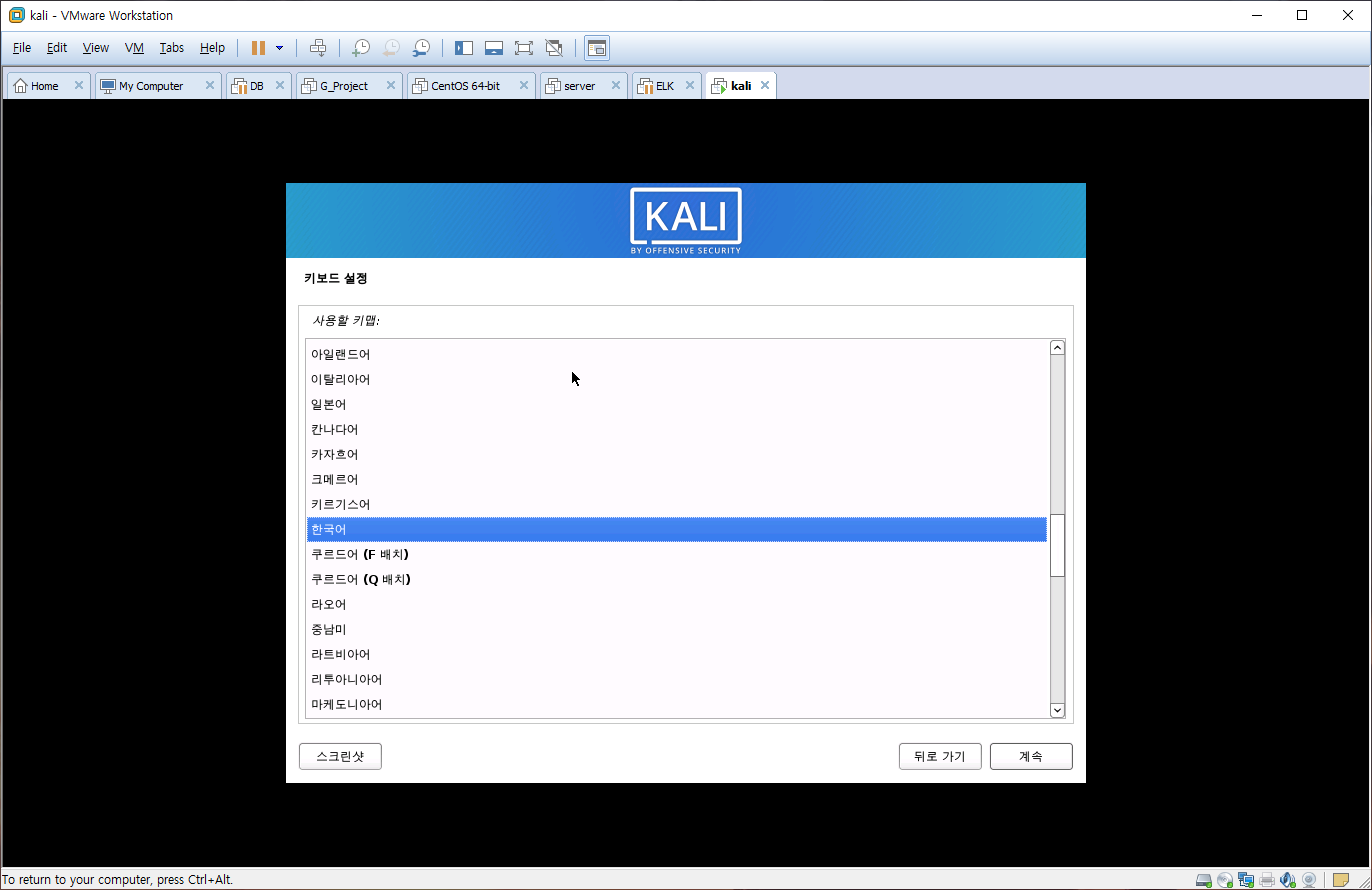 kali - VMware Workstation
File Edit View VM Tabs Help
Home My Computer DB G_Project CentOS 64-bit server ELK kali
KALI
BY OFFENSIVE SECURITY
키보드 설정
사용할 키맵:
아일랜드어
이탈리아어
일본어
칸나다어
카자흐어
크메르어
키르기스어
한국어
쿠르드어 (F 배치)
쿠르드어 (Q 배치)
라오어
중남미
라트비아어
리투아니아어
마케도니아어
스크린샷 뒤로 가기 계속
To return to your computer, press Ctrl+Alt.